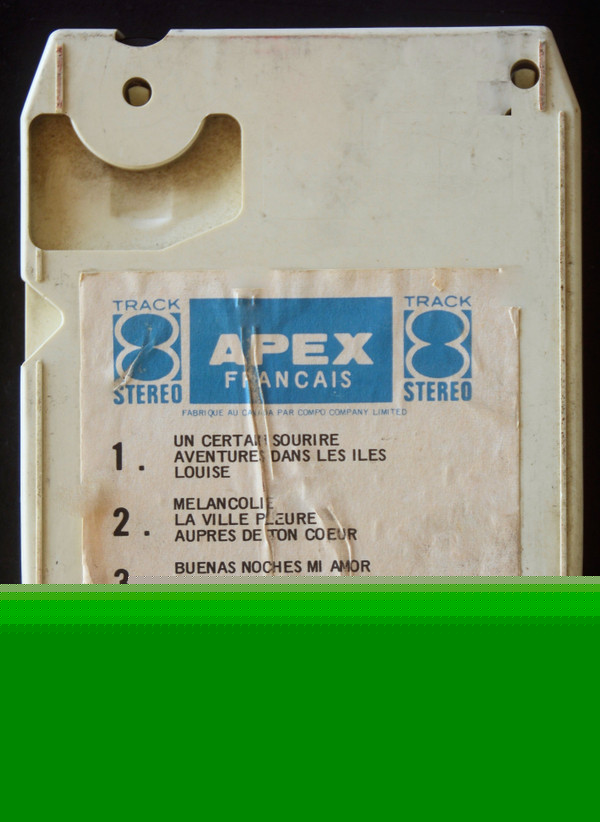 TRACK
8
STEREO
APEX
FRANCAIS
TRACK
8
STEREO
FABRIQUE AU CANADA PAR COMPO COMPANY LIMITED
1. UN CERTAIN SOURIRE
AVENTURES DANS LES ILES
LOUISE
2. MELANCOLIE
LA VILLE PLEURE
AUPRES DE TON COEUR
3 BUENAS NOCHES MI AMOR